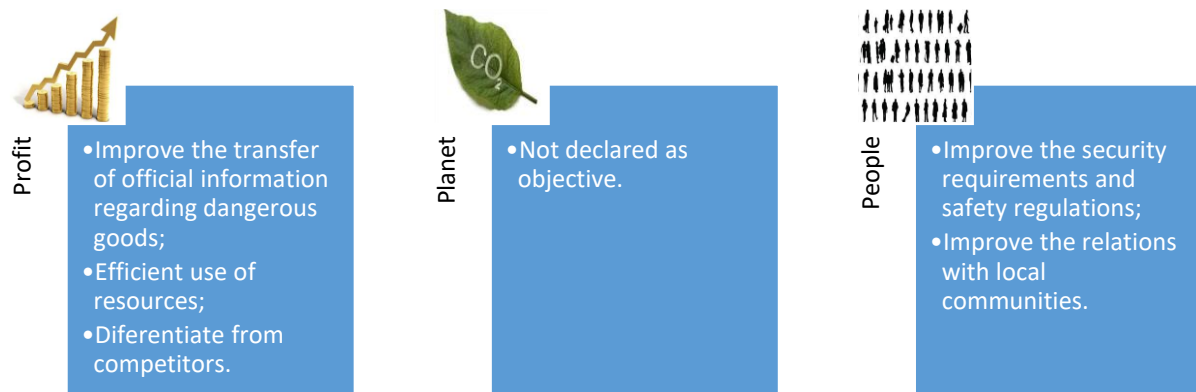 Profit
•Improve the transfer
of official information
regarding dangerous
goods;
•Efficient use of
resources;
•Diferentiate from
competitors.
CO2
Planet
•Not declared as
objective.
People
•Improve the security
requirements and
safety regulations;
•Improve the relations
with local
communities.